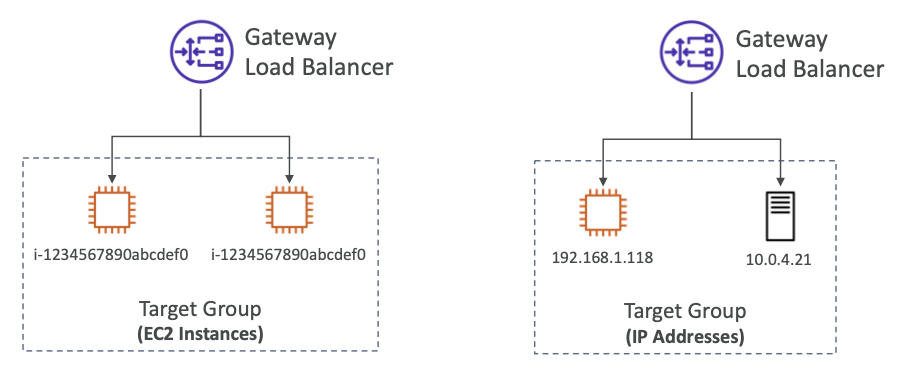 Gateway
Load Balancer
i-1234567890abcdef0
i-1234567890abcdef0
Target Group
(EC2 Instances)
Gateway
Load Balancer
192.168.1.118
10.0.4.21
Target Group
(IP Addresses)